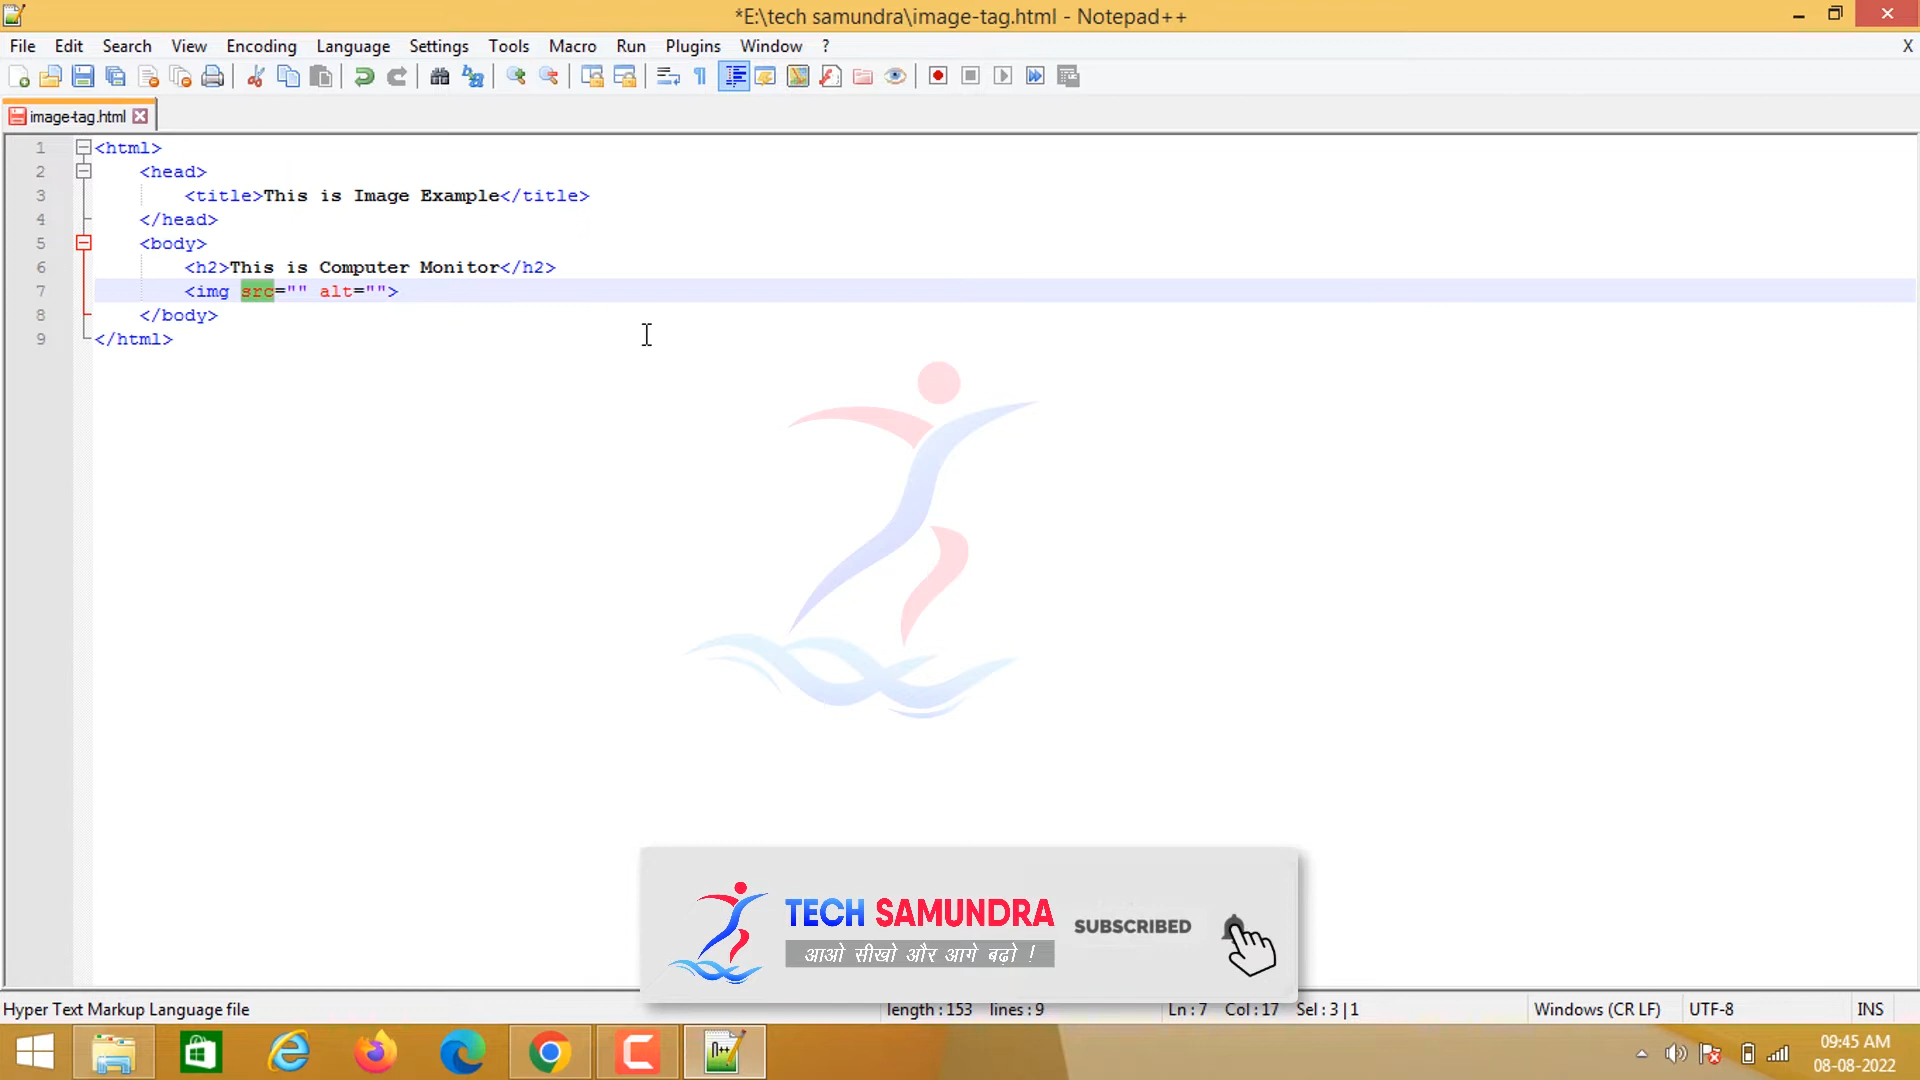 *E:\tech samundra\image-tag.html - Notepad++
File Edit Search View Encoding Language Settings Tools Macro Run Plugins Window ? X
image-tag.html
1 <html>
2 <head>
3 <title>This is Image Example</title>
4 </head>
5 <body>
6 <h2>This is Computer Monitor</h2>
7 <img src="" alt="">
8 </body>
9 </html>
TECH SAMUNDRA
आओ सीखो और आगे बढ़ो !
SUBSCRIBED
Hyper Text Markup Language file length : 153 lines : 9 Ln : 7 Col : 17 Sel : 3 | 1 Windows (CR LF) UTF-8 INS
09:45 AM
08-08-2022